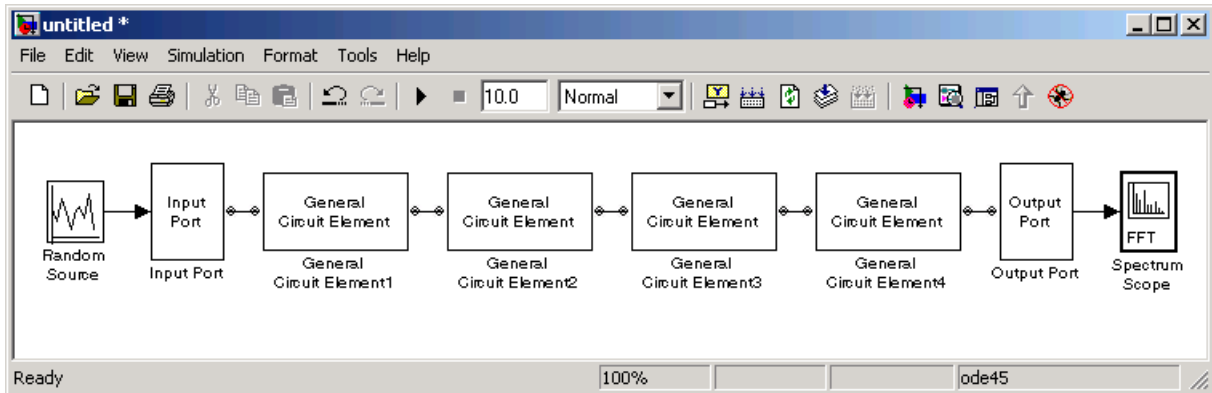 untitled *
File Edit View Simulation Format Tools Help
10.0 Normal
Input
Port
General
Circuit Element
General
Circuit Element
General
Circuit Element
General
Circuit Element
Output
Port
FFT
Random
Source
Input Port
General
Circuit Element1
General
Circuit Element2
General
Circuit Element3
General
Circuit Element4
Output Port
Spectrum
Scope
Ready 100% ode45